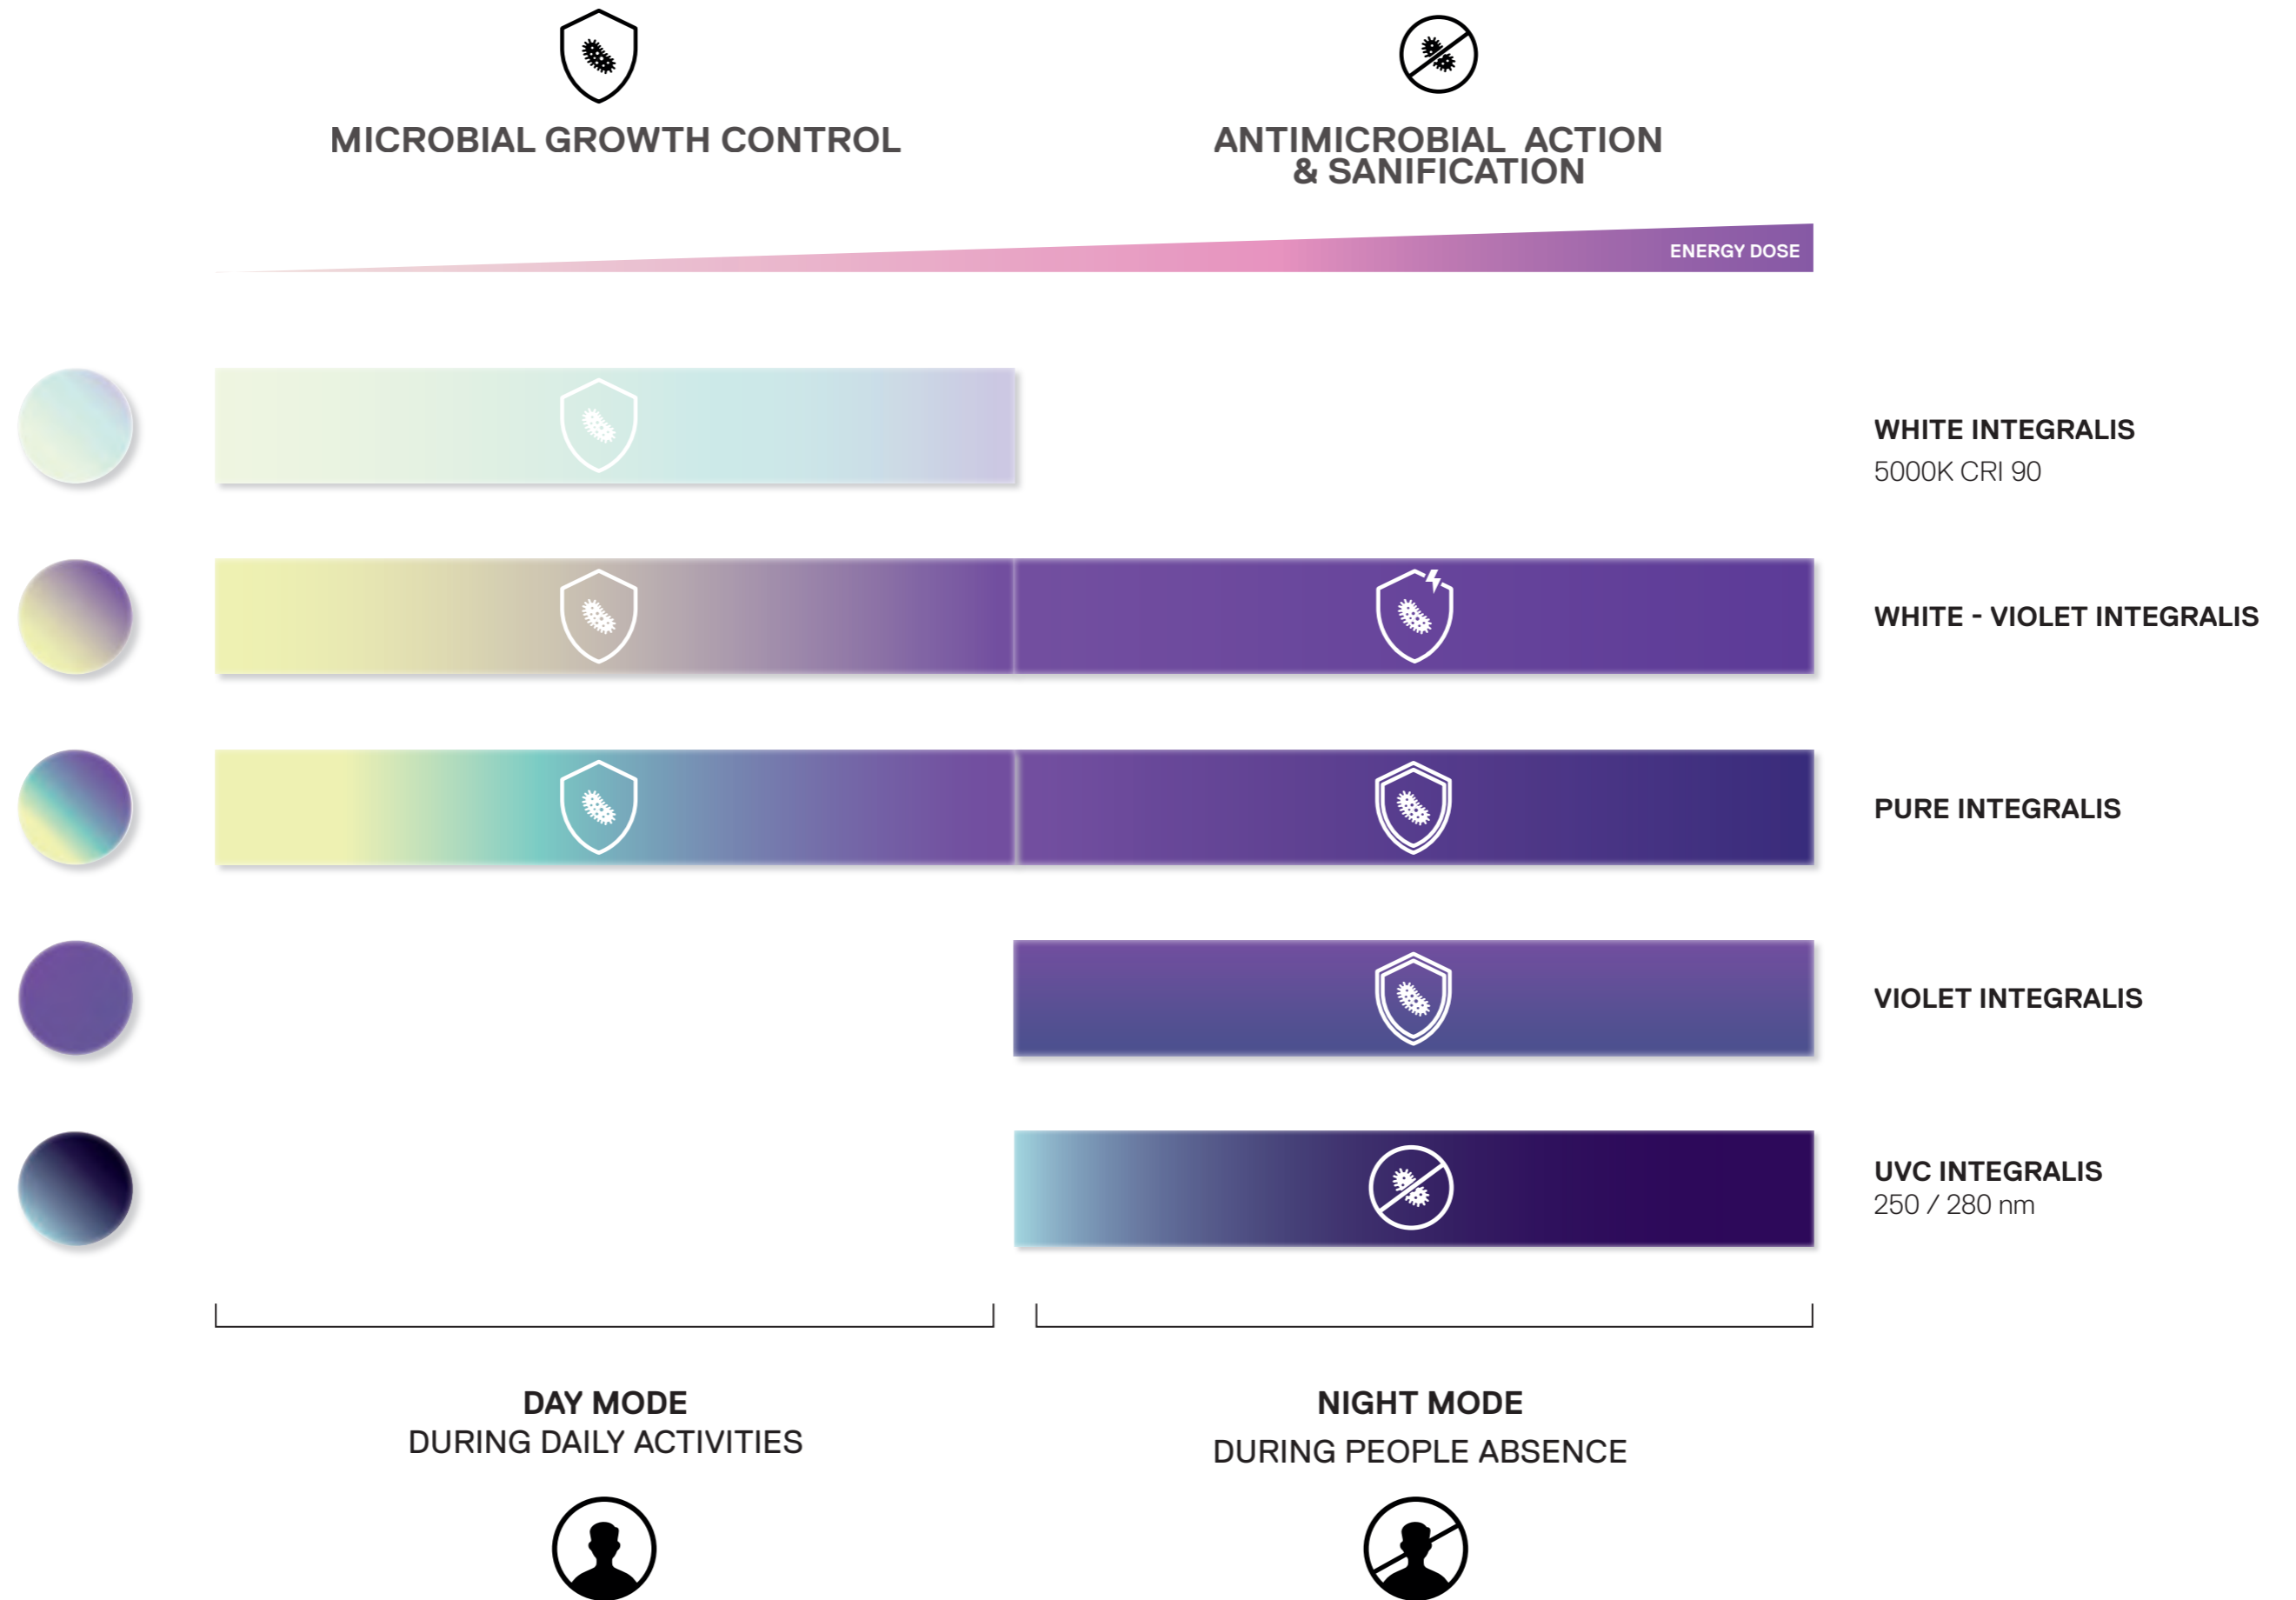 MICROBIAL GROWTH CONTROL
ANTIMICROBIAL ACTION
& SANIFICATION
ENERGY DOSE
WHITE INTEGRALIS
5000K CRI 90
WHITE - VIOLET INTEGRALIS
PURE INTEGRALIS
VIOLET INTEGRALIS
UVC INTEGRALIS
250 / 280 nm
DAY MODE
DURING DAILY ACTIVITIES
NIGHT MODE
DURING PEOPLE ABSENCE